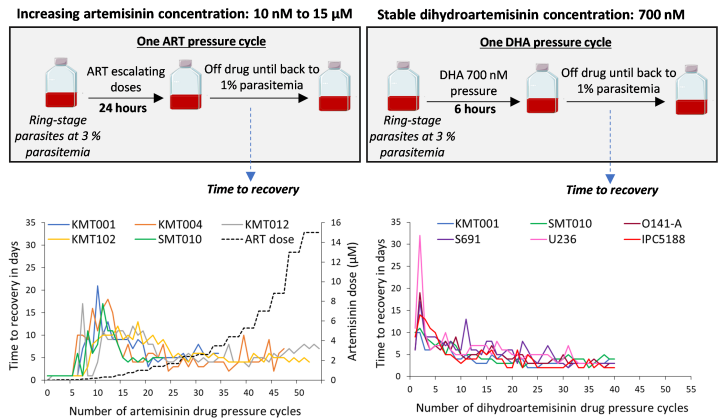 Increasing artemisinin concentration: 10 nM to 15 µM
One ART pressure cycle
ART escalating
doses
24 hours
Off drug until back to
1% parasitemia
Ring-stage
parasites at 3 %
parasitemia
Time to recovery
Stable dihydroartemisinin concentration: 700 nM
One DHA pressure cycle
DHA 700 nM
pressure
6 hours
Off drug until back to
1% parasitemia
Ring-stage
parasites at 3 %
parasitemia
Time to recovery
Time to recovery in days
35
30
25
20
15
10
5
0
KMT001 KMT004 KMT012
KMT102 SMT010 ART dose
16
14
12
10
8
6
4
2
0
Artemisinin dose (µM)
0 5 10 15 20 25 30 35 40 45 50
Number of artemisinin drug pressure cycles
Time to recovery in days
35
30
25
20
15
10
5
0
KMT001 SMT010 O141-A
S691 U236 IPC5188
0 5 10 15 20 25 30 35 40 45 50 55
Number of dihydroartemisinin drug pressure cycles